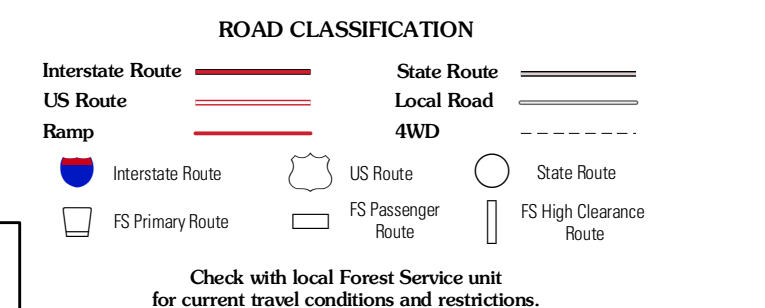 ROAD CLASSIFICATION
Interstate Route
State Route
US Route
Local Road
Ramp
4WD
Interstate Route
US Route
State Route
FS Primary Route
FS Passenger
Route
FS High Clearance
Route
Check with local Forest Service unit
for current travel conditions and restrictions.